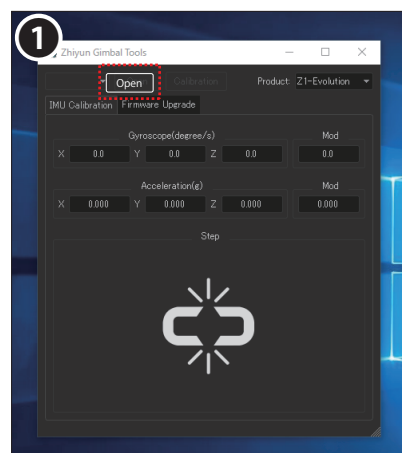 1
Zhiyun Gimbal Tools
Open Calibration Product: Z1-Evolution
IMU Calibration Firmware Upgrade
Gyroscope(degree/s) Mod
X 0.0 Y 0.0 Z 0.0 0.0
Acceleration(g) Mod
X 0.000 Y 0.000 Z 0.000 0.000
Step